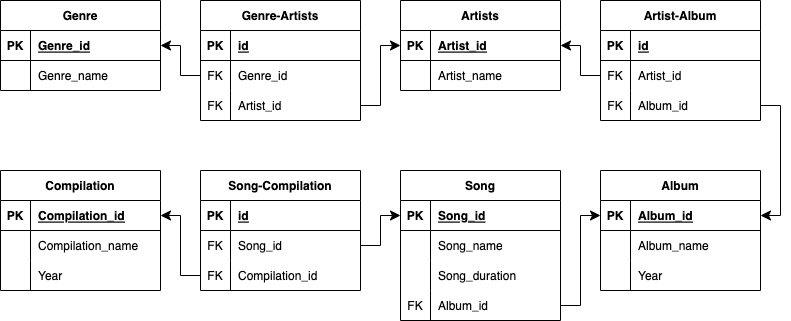 Genre
PK Genre_id
Genre_name
Genre-Artists
PK id
FK Genre_id
FK Artist_id
Artists
PK Artist_id
Artist_name
Artist-Album
PK id
FK Artist_id
FK Album_id
Compilation
PK Compilation_id
Compilation_name
Year
Song-Compilation
PK id
FK Song_id
FK Compilation_id
Song
PK Song_id
Song_name
Song_duration
FK Album_id
Album
PK Album_id
Album_name
Year